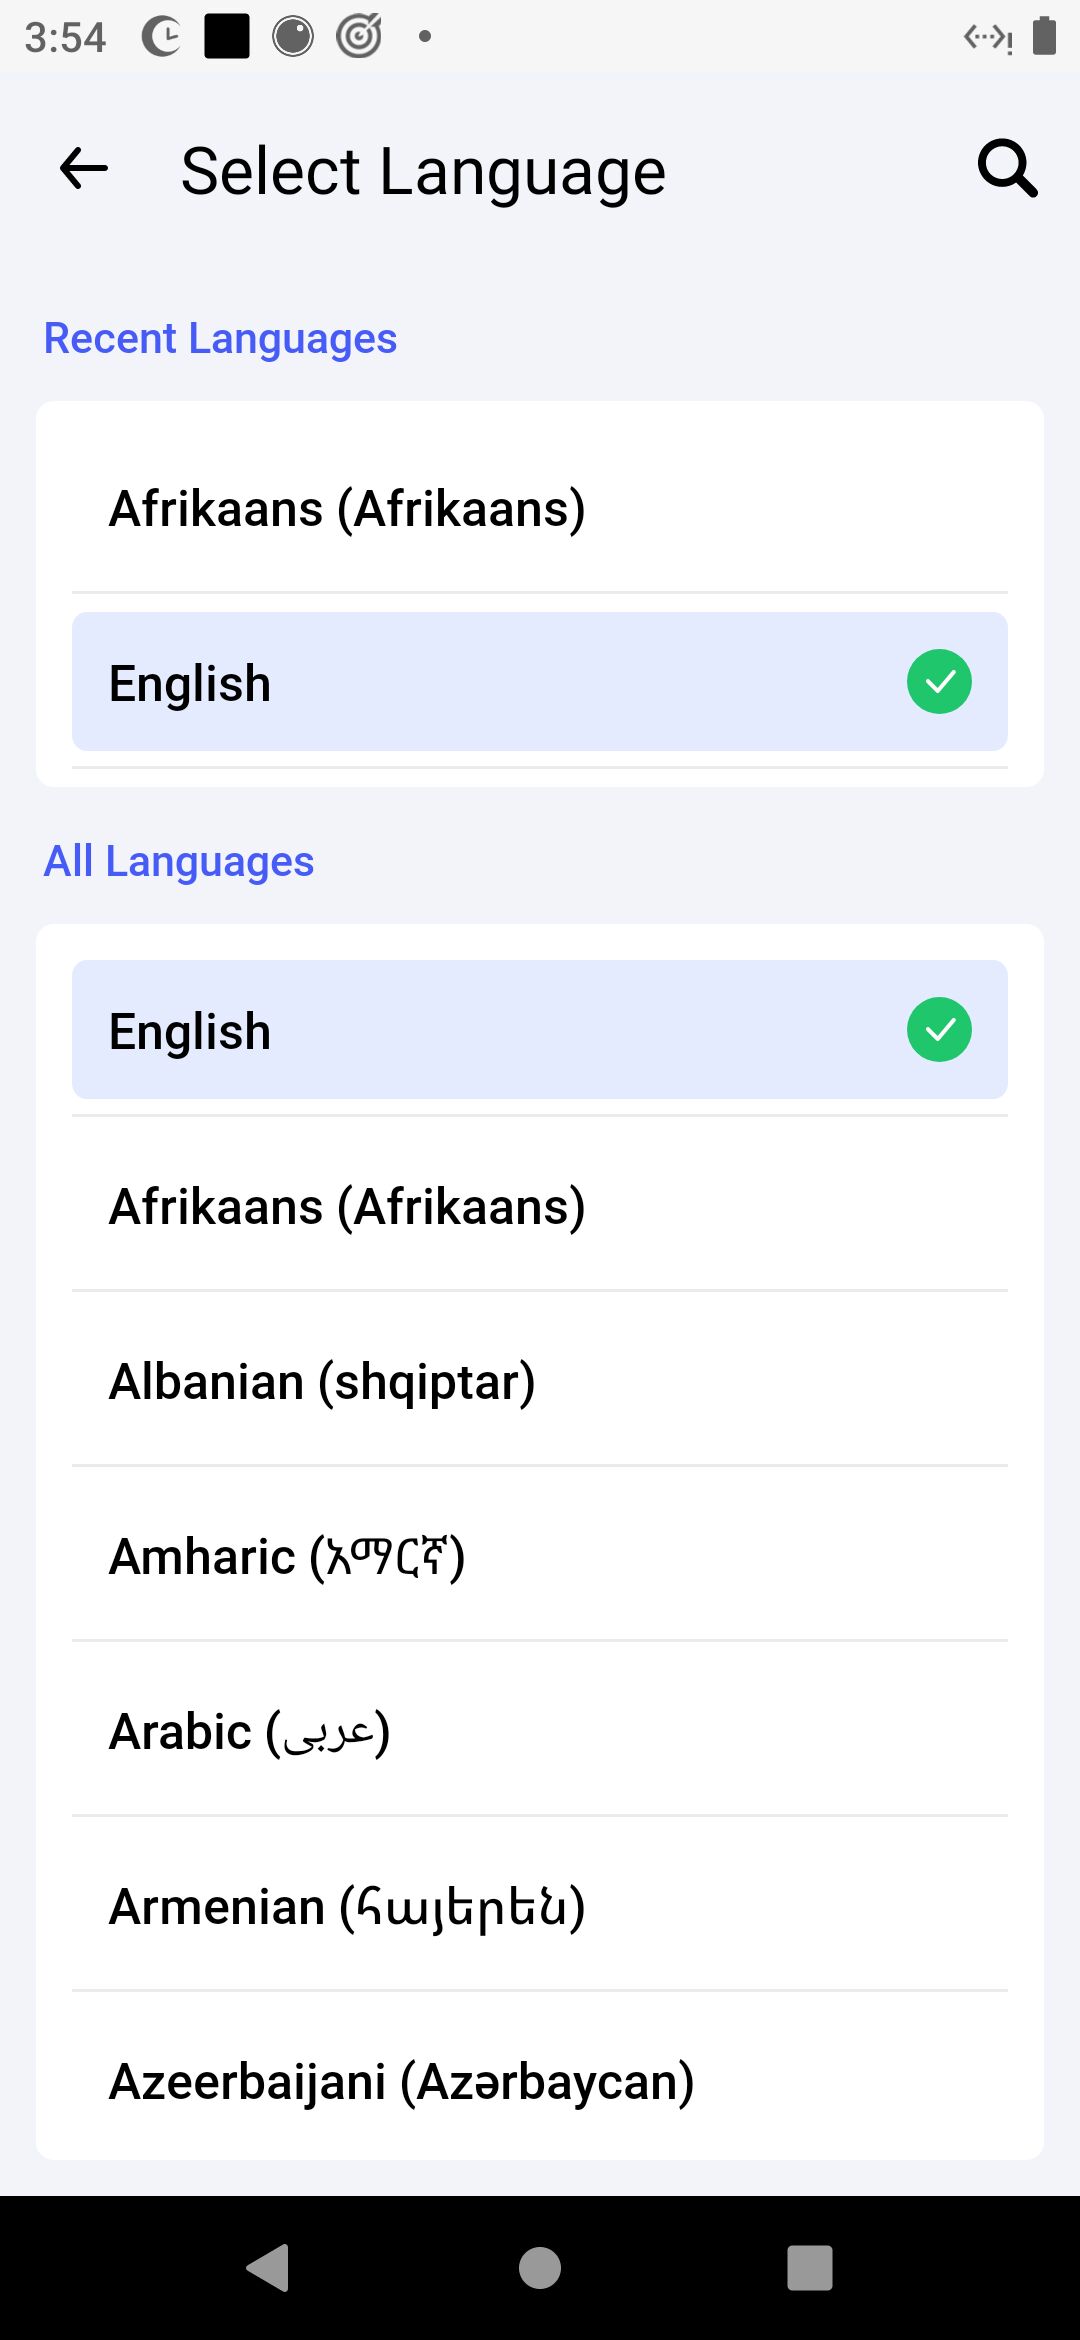 3:54
Select Language
Recent Languages
Afrikaans (Afrikaans)
English
All Languages
English
Afrikaans (Afrikaans)
Albanian (shqiptar)
Amharic (አማርኛ)
Arabic (عربى)
Armenian (հայերեն)
Azeerbaijani (Azərbaycan)